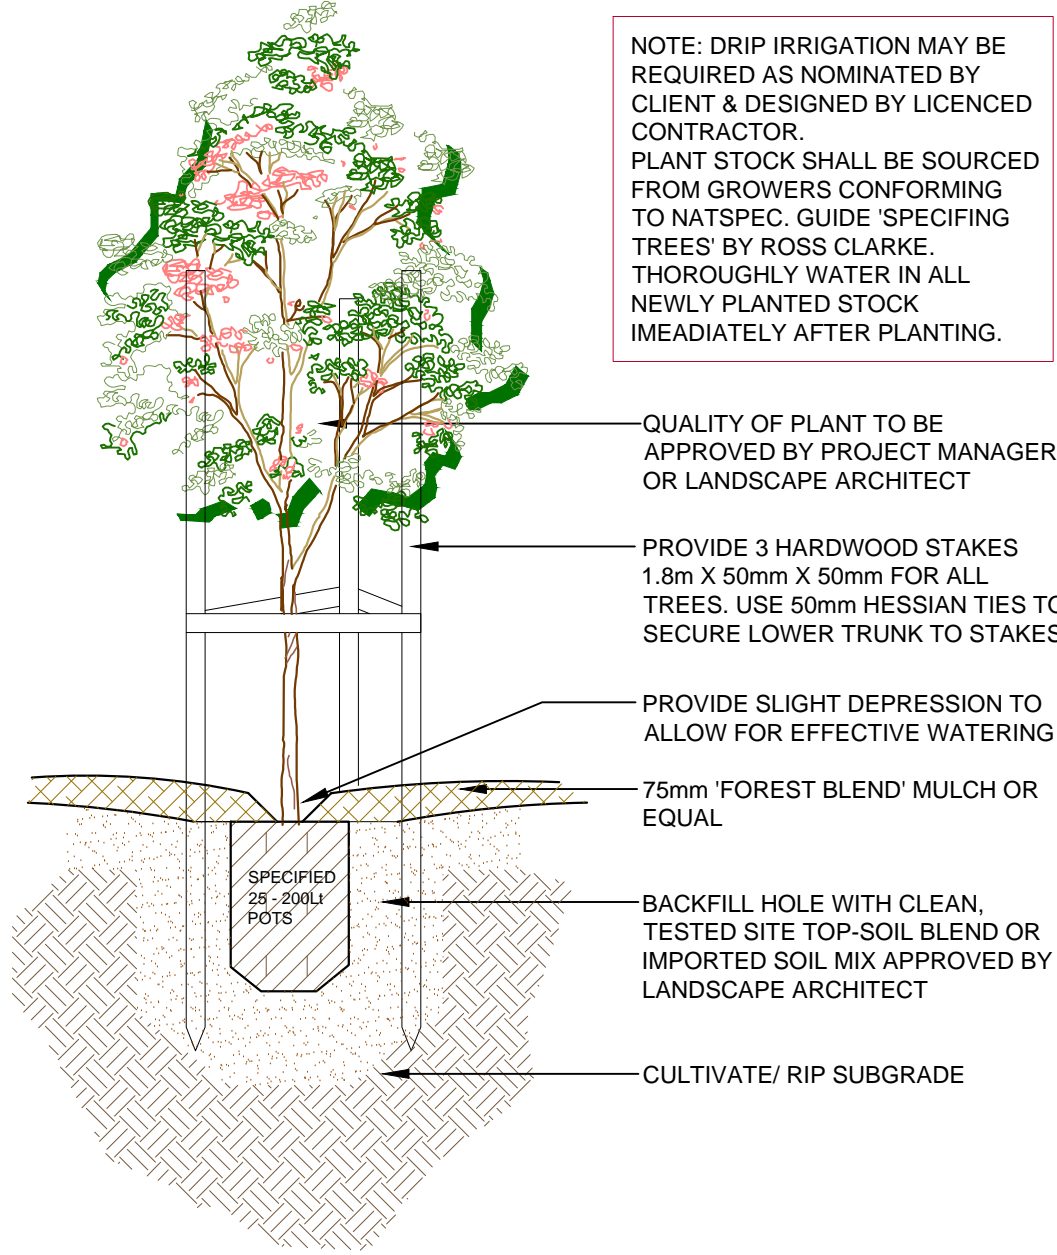 NOTE: DRIP IRRIGATION MAY BE
REQUIRED AS NOMINATED BY
CLIENT & DESIGNED BY LICENCED
CONTRACTOR.
PLANT STOCK SHALL BE SOURCED
FROM GROWERS CONFORMING
TO NATSPEC. GUIDE 'SPECIFING
TREES' BY ROSS CLARKE.
THOROUGHLY WATER IN ALL
NEWLY PLANTED STOCK
IMEADIATELY AFTER PLANTING.
QUALITY OF PLANT TO BE
APPROVED BY PROJECT MANAGER
OR LANDSCAPE ARCHITECT
PROVIDE 3 HARDWOOD STAKES
1.8m X 50mm X 50mm FOR ALL
TREES. USE 50mm HESSIAN TIES TO
SECURE LOWER TRUNK TO STAKES
PROVIDE SLIGHT DEPRESSION TO
ALLOW FOR EFFECTIVE WATERING
75mm 'FOREST BLEND' MULCH OR
EQUAL
SPECIFIED
25 - 200Lt
POTS
BACKFILL HOLE WITH CLEAN,
TESTED SITE TOP-SOIL BLEND OR
IMPORTED SOIL MIX APPROVED BY
LANDSCAPE ARCHITECT
CULTIVATE/ RIP SUBGRADE